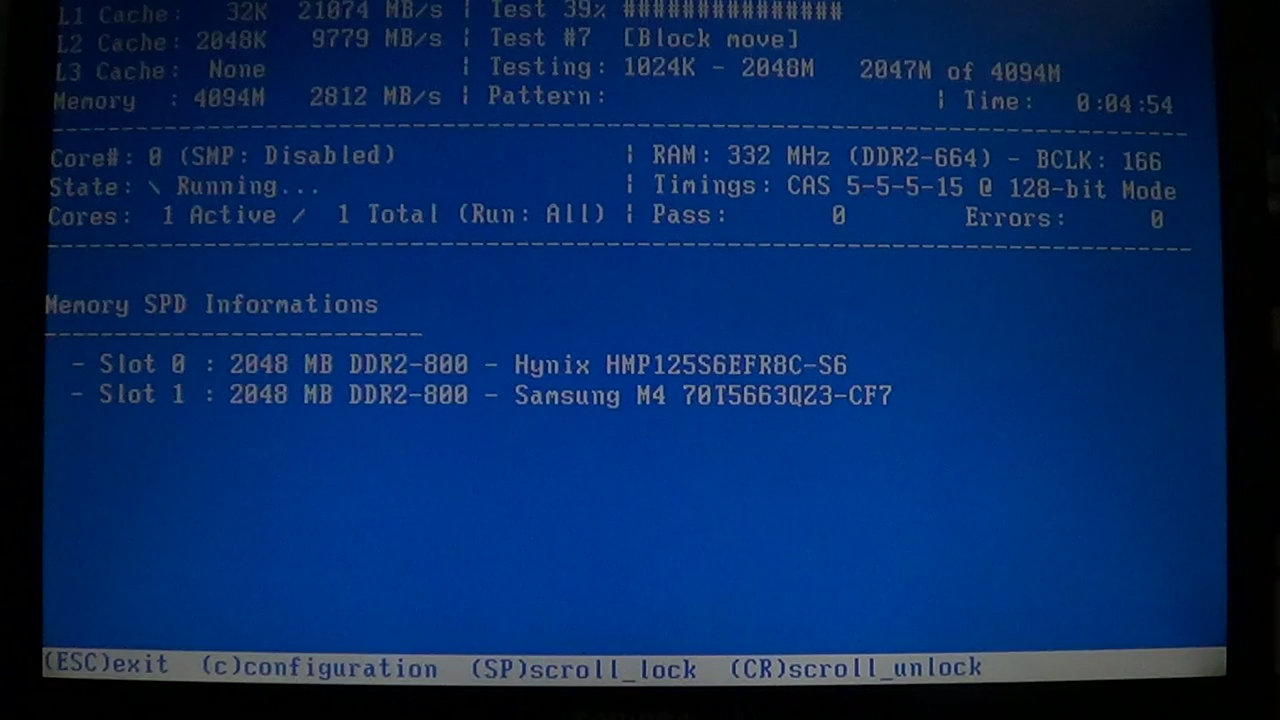 L1 Cache:   32K  21074 MB/s | Test 39% ###############
L2 Cache: 2048K   9779 MB/s | Test #7  [Block move]
L3 Cache:  None             | Testing: 1024K - 2048M   2047M of 4094M
Memory  : 4094M   2812 MB/s | Pattern:                      | Time:   0:04:54
Core#: 0 (SMP: Disabled)                | RAM: 332 MHz (DDR2-664) - BCLK: 166
State: \ Running...                     | Timings: CAS 5-5-5-15 @ 128-bit Mode
Cores:  1 Active /  1 Total (Run: All) | Pass:       0        Errors:      0
Memory SPD Informations
- Slot 0 : 2048 MB DDR2-800 - Hynix HMP125S6EFR8C-S6
- Slot 1 : 2048 MB DDR2-800 - Samsung M4 70T5663QZ3-CF7
(ESC)exit  (c)configuration  (SP)scroll_lock  (CR)scroll_unlock